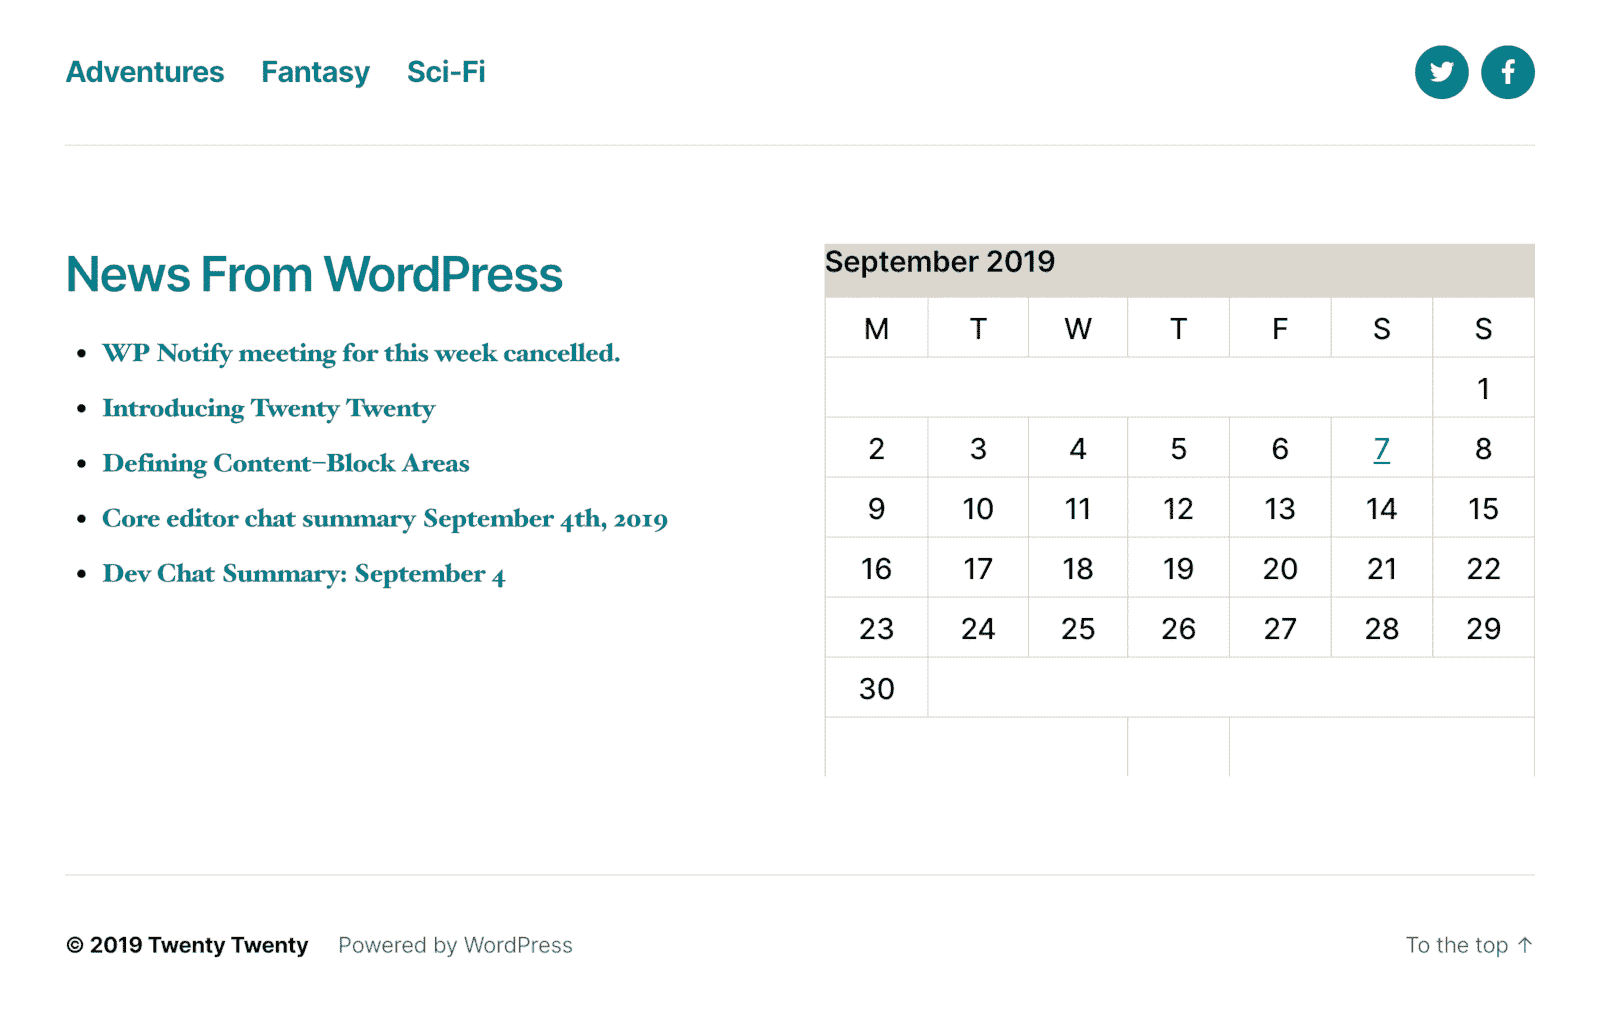 Adventures Fantasy Sci-Fi
News From WordPress
WP Notify meeting for this week cancelled.
Introducing Twenty Twenty
Defining Content-Block Areas
Core editor chat summary September 4th, 2019
Dev Chat Summary: September 4
September 2019
M T W T F S S
1
2 3 4 5 6 7 8
9 10 11 12 13 14 15
16 17 18 19 20 21 22
23 24 25 26 27 28 29
30
© 2019 Twenty Twenty Powered by WordPress
To the top ↑